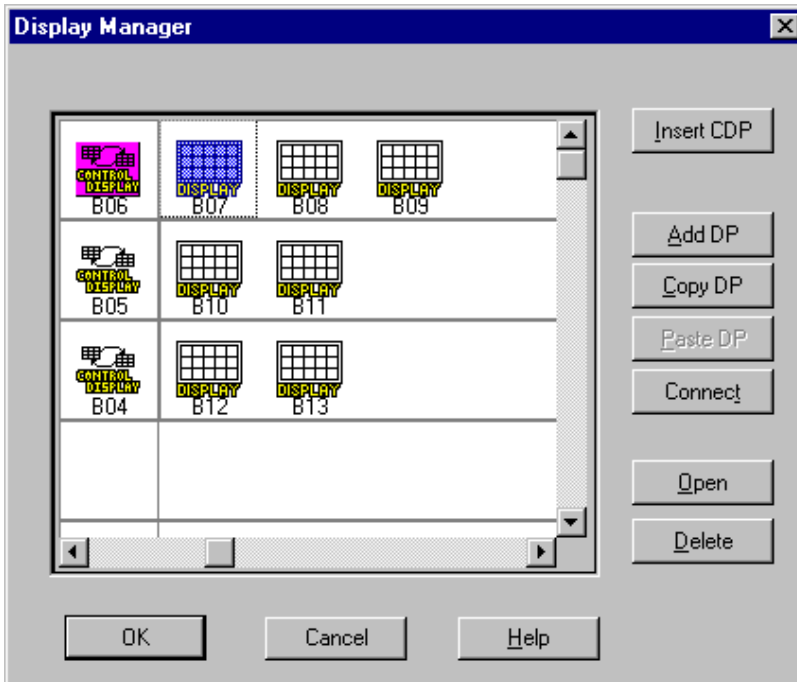 Display Manager
CONTROL
DISPLAY
B06
DISPLAY
B07
DISPLAY
B08
DISPLAY
B09
CONTROL
DISPLAY
B05
DISPLAY
B10
DISPLAY
B11
CONTROL
DISPLAY
B04
DISPLAY
B12
DISPLAY
B13
Insert CDP
Add DP
Copy DP
Paste DP
Connect
Open
Delete
OK
Cancel
Help